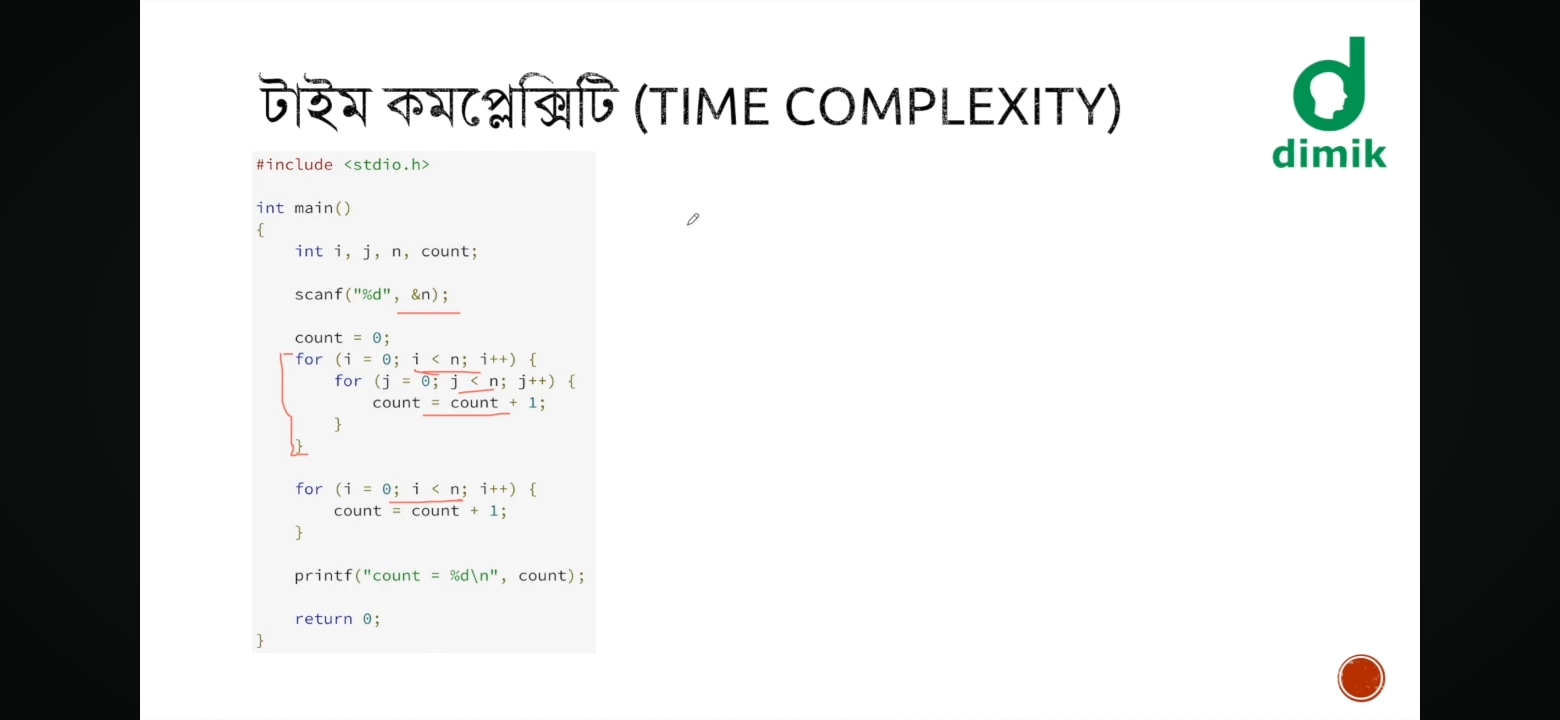 টাইম কমপ্লেক্সিটি (TIME COMPLEXITY)
dimik
#include <stdio.h>
int main()
{
    int i, j, n, count;
    scanf("%d", &n);
    count = 0;
    for (i = 0; i < n; i++) {
        for (j = 0; j < n; j++) {
            count = count + 1;
        }
    }
    for (i = 0; i < n; i++) {
        count = count + 1;
    }
    printf("count = %d\n", count);
    return 0;
}